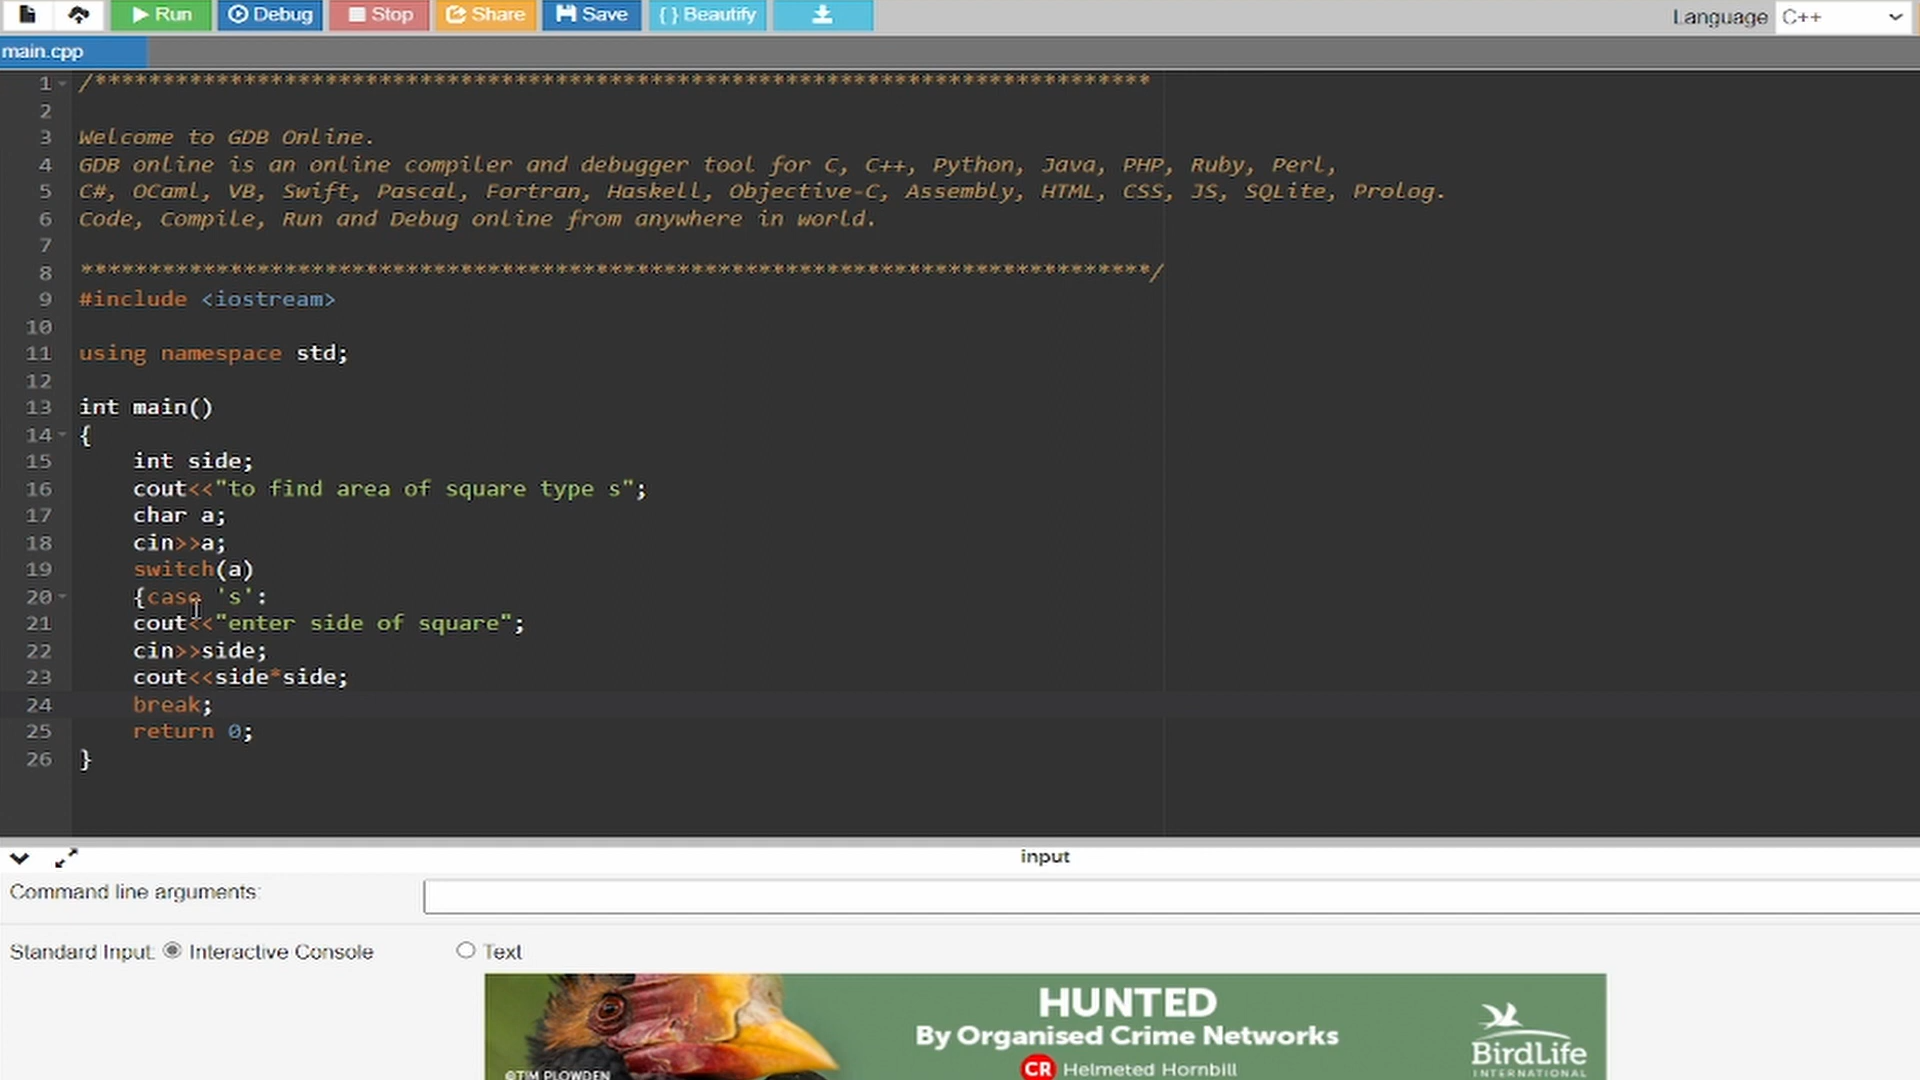 Run Debug Stop Share Save { } Beautify Language C++
main.cpp
1 /******************************************************************************
2
3 Welcome to GDB Online.
4 GDB online is an online compiler and debugger tool for C, C++, Python, Java, PHP, Ruby, Perl,
5 C#, OCaml, VB, Swift, Pascal, Fortran, Haskell, Objective-C, Assembly, HTML, CSS, JS, SQLite, Prolog.
6 Code, Compile, Run and Debug online from anywhere in world.
7
8 *******************************************************************************/
9 #include <iostream>
10
11 using namespace std;
12
13 int main()
14 {
15 int side;
16 cout<<"to find area of square type s";
17 char a;
18 cin>>a;
19 switch(a)
20 {case 's':
21 cout<<"enter side of square";
22 cin>>side;
23 cout<<side*side;
24 break;
25 return 0;
26 }
input
Command line arguments:
Standard Input: Interactive Console Text
HUNTED
By Organised Crime Networks
CR Helmeted Hornbill
©TIM PLOWDEN
BirdLife
INTERNATIONAL